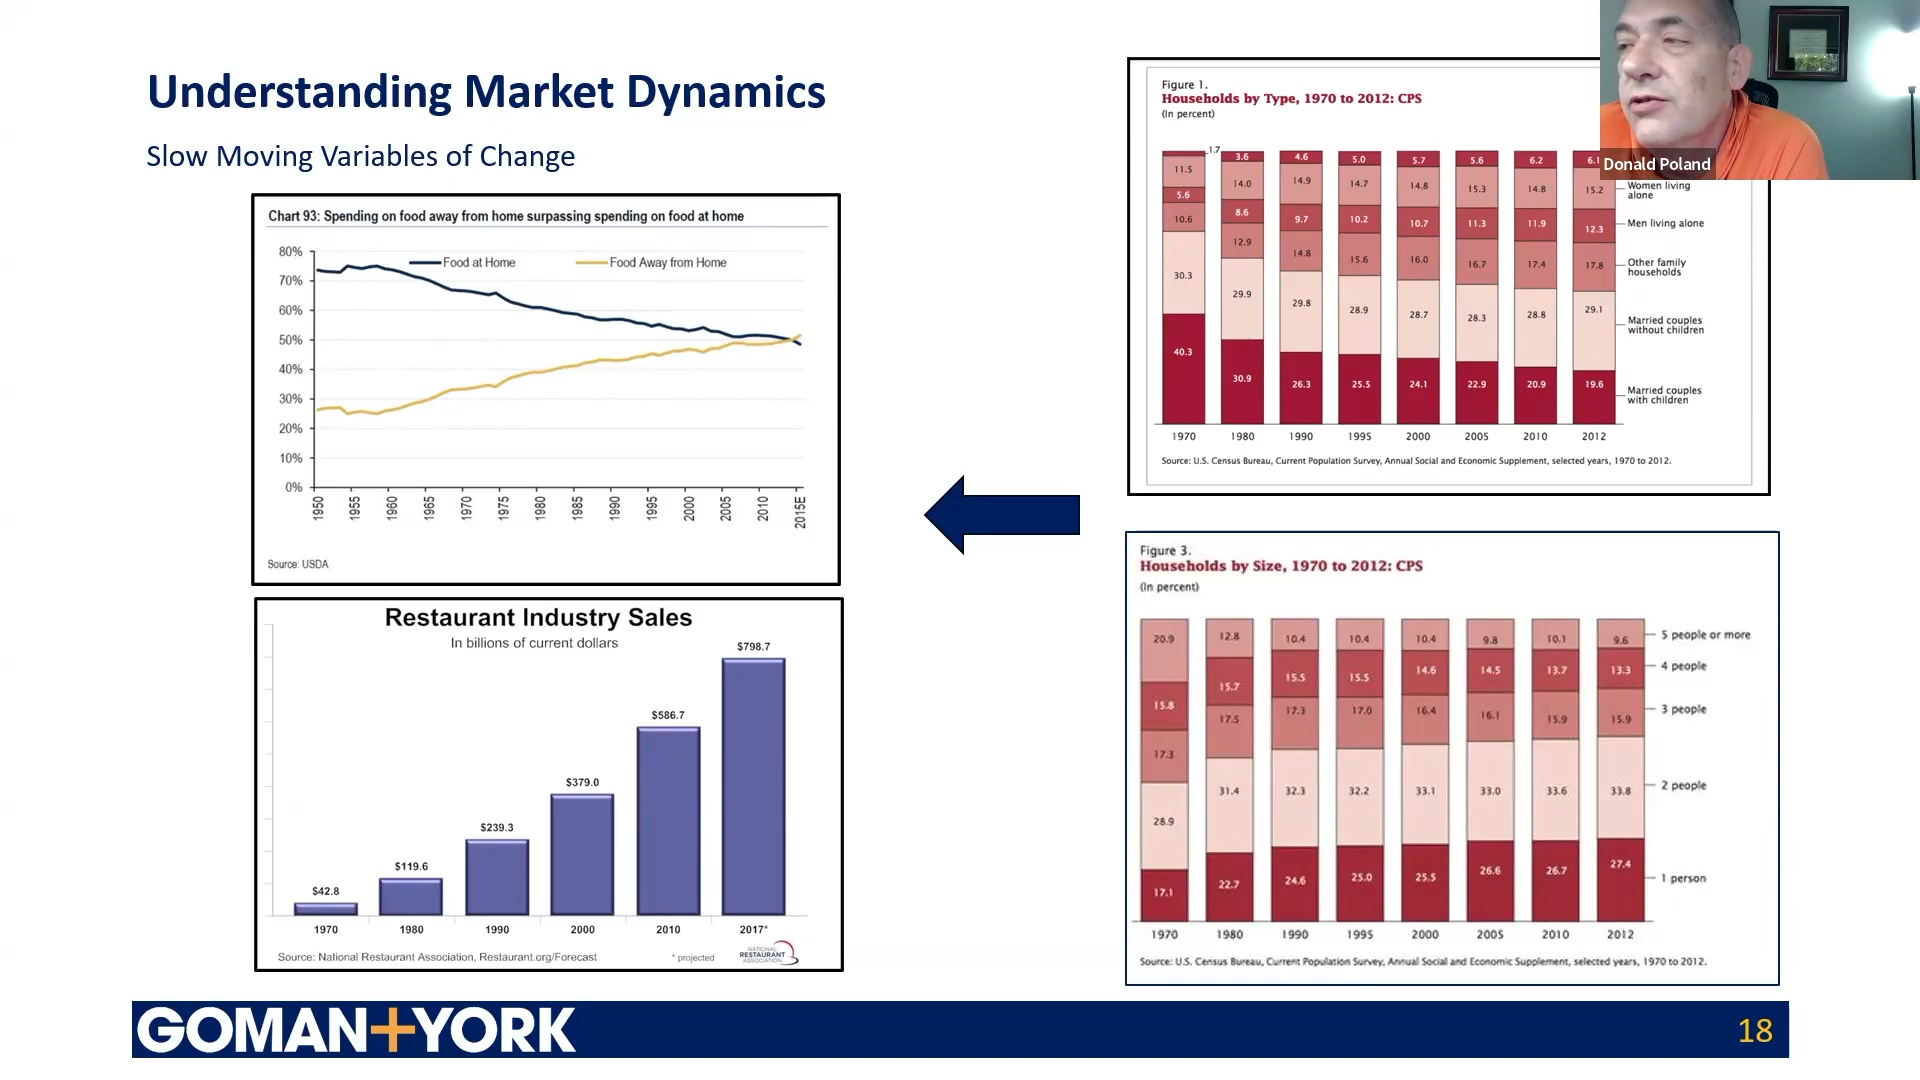 Understanding Market Dynamics
Slow Moving Variables of Change
Chart 93: Spending on food away from home surpassing spending on food at home
Food at Home
Food Away from Home
80%
70%
60%
50%
40%
30%
20%
10%
0%
1950 1955 1960 1965 1970 1975 1980 1985 1990 1995 2000 2005 2010 2015E
Source: USDA
Restaurant Industry Sales
In billions of current dollars
$42.8 $119.6 $239.3 $379.0 $586.7 $798.7
1970 1980 1990 2000 2010 2017*
Source: National Restaurant Association, Restaurant.org/Forecast
* projected
NATIONAL
RESTAURANT
ASSOCIATION
Figure 1.
Households by Type, 1970 to 2012: CPS
(In percent)
1.7 3.6 4.6 5.0 5.7 5.6 6.2 6.1
11.5 14.0 14.9 14.7 14.8 15.3 14.8 15.2
Women living
alone
5.6 8.6 9.7 10.2 10.7 11.3 11.9 12.3
Men living alone
10.6 12.9 14.8 15.6 16.0 16.7 17.4 17.8
Other family
households
30.3 29.9 29.8 28.9 28.7 28.3 28.8 29.1
Married couples
without children
40.3 30.9 26.3 25.5 24.1 22.9 20.9 19.6
Married couples
with children
1970 1980 1990 1995 2000 2005 2010 2012
Source: U.S. Census Bureau, Current Population Survey, Annual Social and Economic Supplement, selected years, 1970 to 2012.
Donald Poland
Figure 3.
Households by Size, 1970 to 2012: CPS
(In percent)
20.9 12.8 10.4 10.4 10.4 9.8 10.1 9.6
5 people or more
15.8 15.7 15.5 15.5 14.6 14.5 13.7 13.3
4 people
17.3 17.5 17.3 17.0 16.4 16.1 15.9 15.9
3 people
28.9 31.4 32.3 32.2 33.1 33.0 33.6 33.8
2 people
17.1 22.7 24.6 25.0 25.5 26.6 26.7 27.4
1 person
1970 1980 1990 1995 2000 2005 2010 2012
Source: U.S. Census Bureau, Current Population Survey, Annual Social and Economic Supplement, selected years, 1970 to 2012.
GOMAN+YORK
18